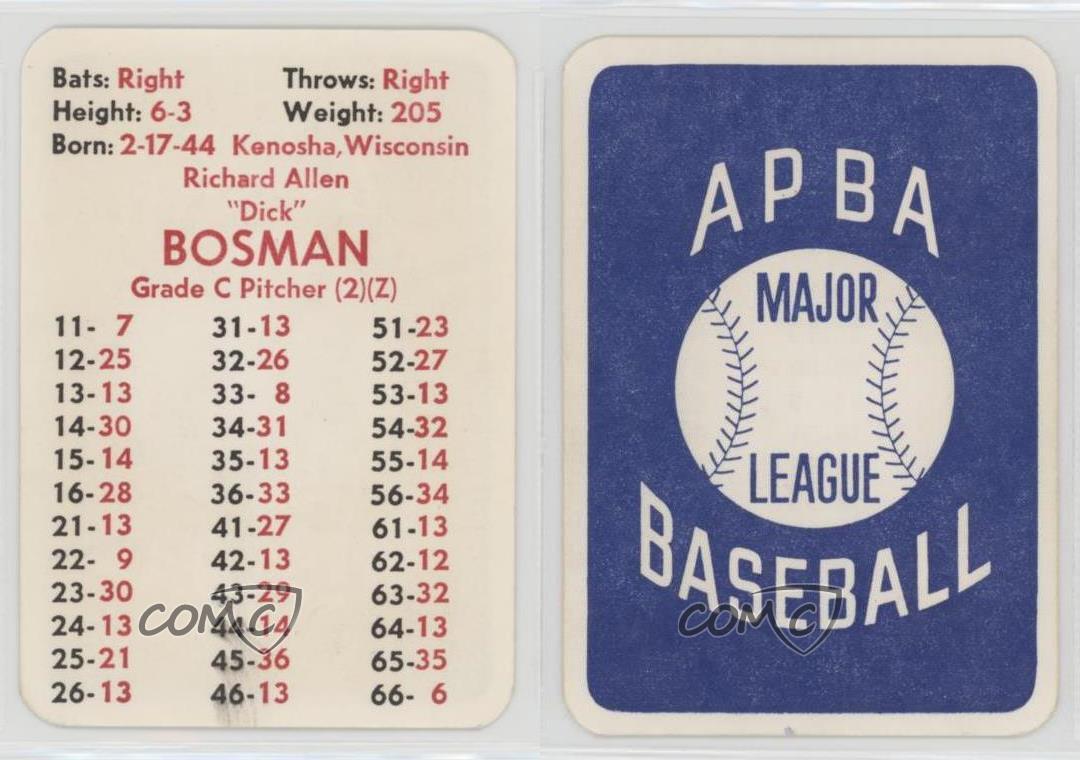 Bats: Right Throws: Right
Height: 6-3 Weight: 205
Born: 2-17-44 Kenosha, Wisconsin
Richard Allen
"Dick"
BOSMAN
Grade C Pitcher (2)(Z)
11- 7 31-13 51-23
12-25 32-26 52-27
13-13 33- 8 53-13
14-30 34-31 54-32
15-14 35-13 55-14
16-28 36-33 56-34
21-13 41-27 61-13
22- 9 42-13 62-12
23-30 43-29 63-32
24-13 44-14 64-13
25-21 45-36 65-35
26-13 46-13 66- 6
COMC
APBA
MAJOR
LEAGUE
BASEBALL
COMC